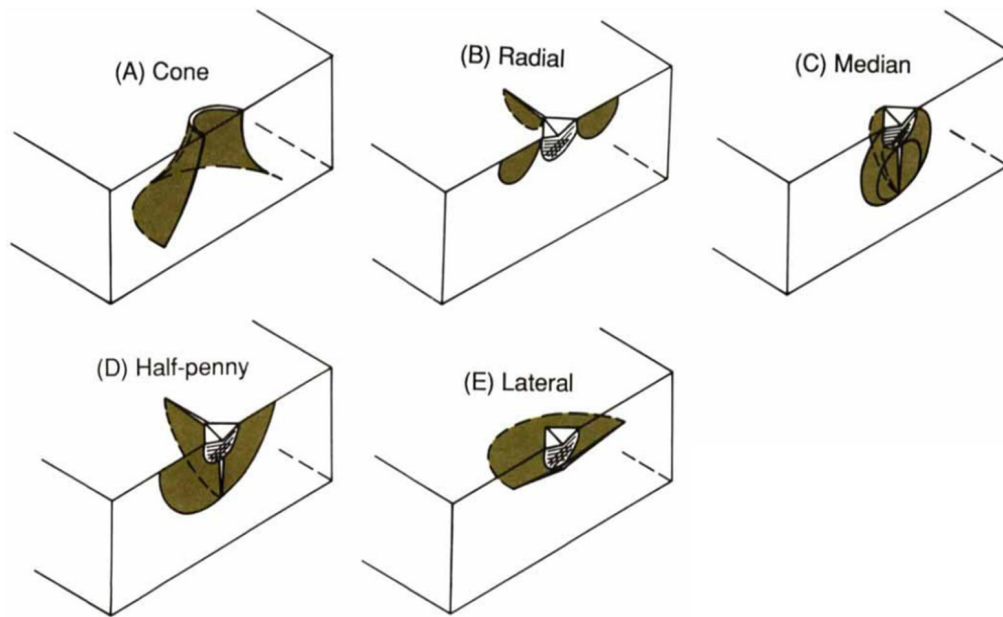 (A) Cone
(B) Radial
(C) Median
(D) Half-penny
(E) Lateral